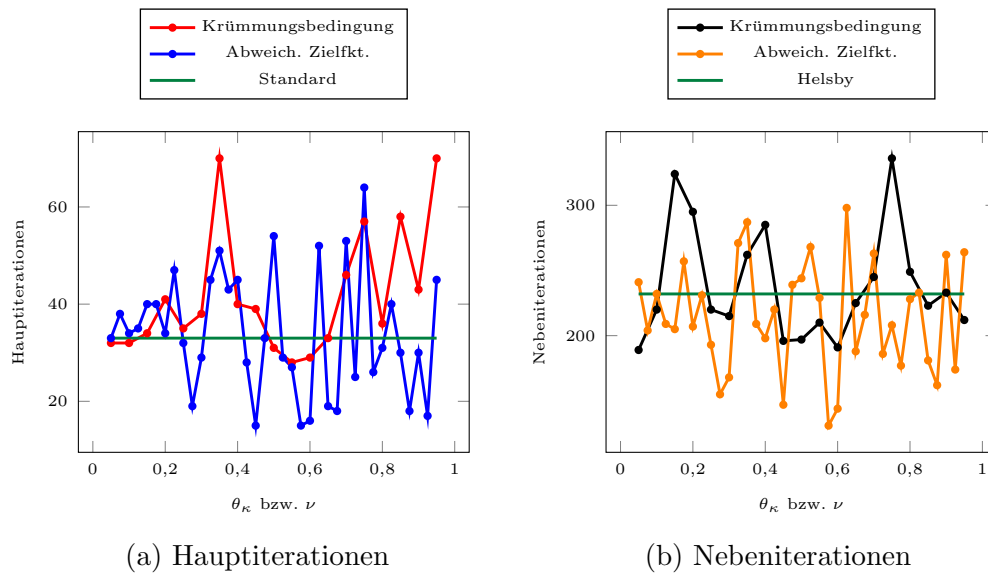 Krümmungsbedingung
Abweich. Zielfkt.
Standard
60
40
20
0
0,2
0,4
0,6
0,8
1
Hauptiterationen
θκ bzw. ν
(a) Hauptiterationen
Krümmungsbedingung
Abweich. Zielfkt.
Helsby
300
200
0
0,2
0,4
0,6
0,8
1
Nebeniterationen
θκ bzw. ν
(b) Nebeniterationen